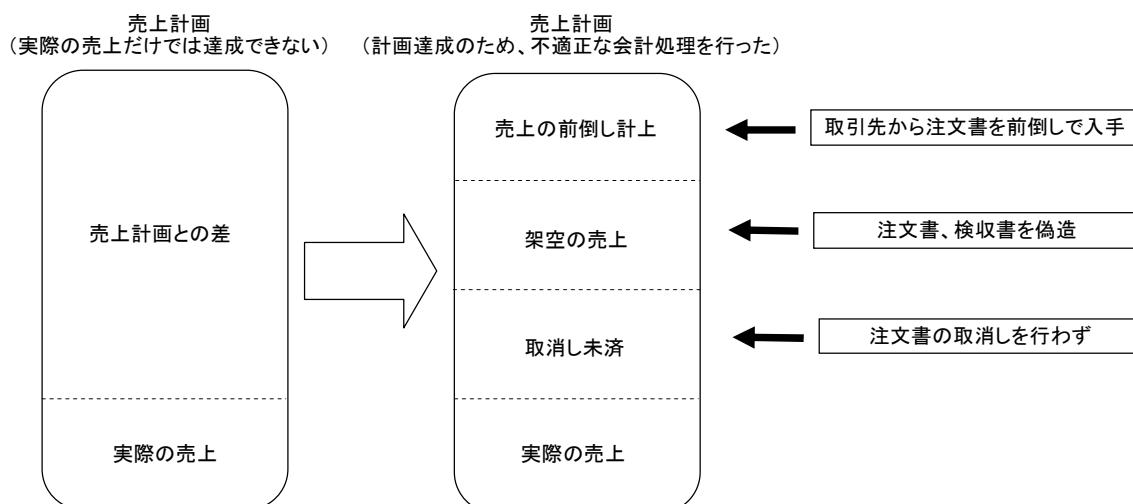 売上計画
(実際の売上だけでは達成できない)
売上計画との差
実際の売上
売上計画
(計画達成のため、不適正な会計処理を行った)
売上の前倒し計上
架空の売上
取消し未済
実際の売上
取引先から注文書を前倒しで入手
注文書、検収書を偽造
注文書の取消しを行わず